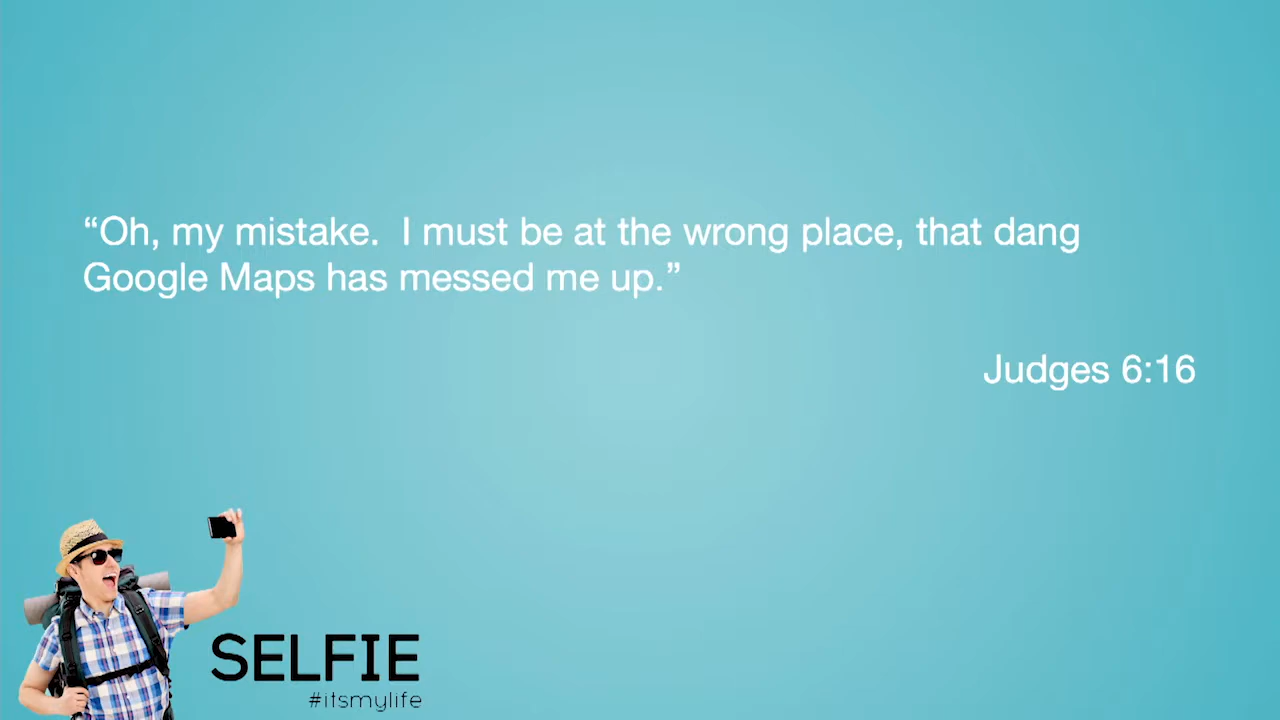 “Oh, my mistake.  I must be at the wrong place, that dang
Google Maps has messed me up.”
Judges 6:16
SELFIE
#itsmylife